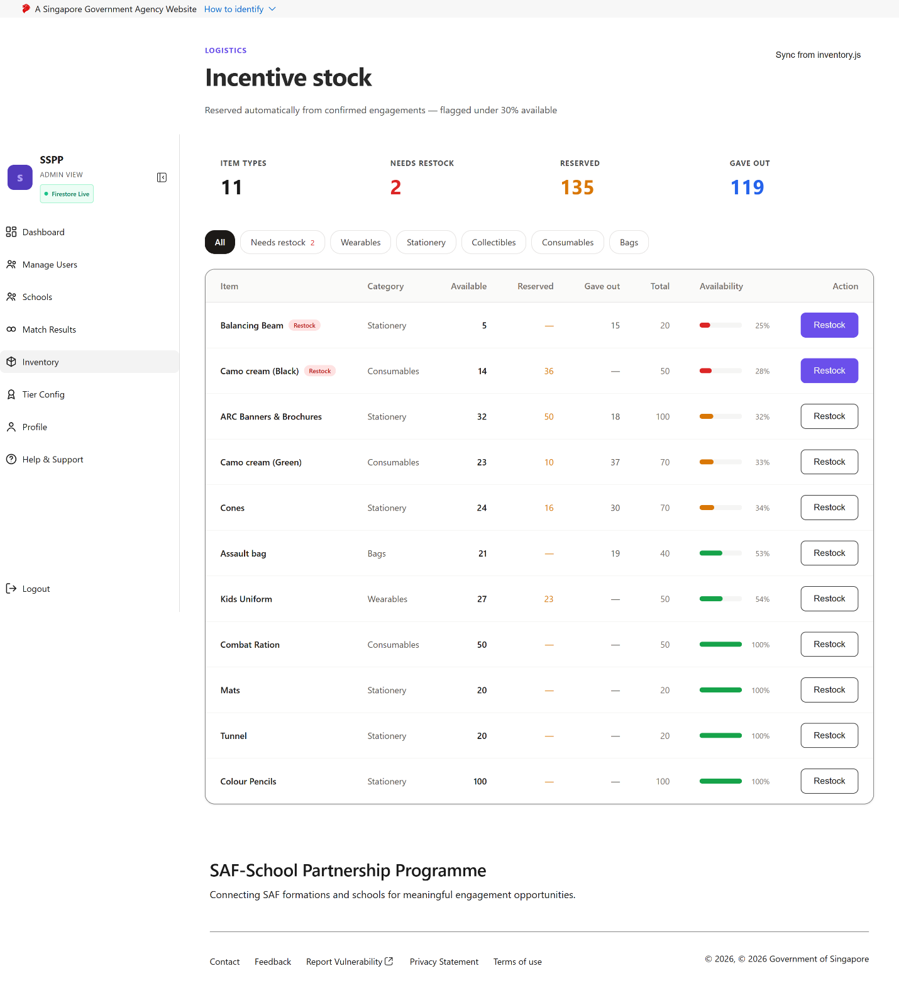 A Singapore Government Agency Website How to identify
LOGISTICS
Sync from inventory.js
Incentive stock
Reserved automatically from confirmed engagements — flagged under 30% available
S
SSPP
ADMIN VIEW
Firestore Live
Dashboard
Manage Users
Schools
Match Results
Inventory
Tier Config
Profile
Help & Support
Logout
ITEM TYPES NEEDS RESTOCK RESERVED GAVE OUT
11 2 135 119
All Needs restock 2 Wearables Stationery Collectibles Consumables Bags
Item Category Available Reserved Gave out Total Availability Action
Balancing Beam Restock Stationery 5 — 15 20 25% Restock
Camo cream (Black) Restock Consumables 14 36 — 50 28% Restock
ARC Banners & Brochures Stationery 32 50 18 100 32% Restock
Camo cream (Green) Consumables 23 10 37 70 33% Restock
Cones Stationery 24 16 30 70 34% Restock
Assault bag Bags 21 — 19 40 53% Restock
Kids Uniform Wearables 27 23 — 50 54% Restock
Combat Ration Consumables 50 — — 50 100% Restock
Mats Stationery 20 — — 20 100% Restock
Tunnel Stationery 20 — — 20 100% Restock
Colour Pencils Stationery 100 — — 100 100% Restock
SAF-School Partnership Programme
Connecting SAF formations and schools for meaningful engagement opportunities.
Contact Feedback Report Vulnerability Privacy Statement Terms of use © 2026, © 2026 Government of Singapore